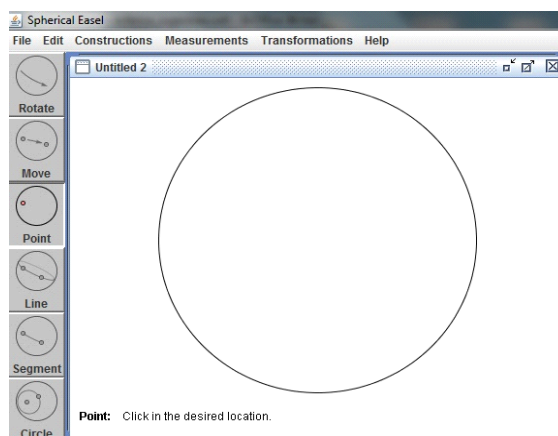 Spherical Easel
File Edit Constructions Measurements Transformations Help
Untitled 2
Rotate
Move
Point
Line
Segment
Circle
Point: Click in the desired location.